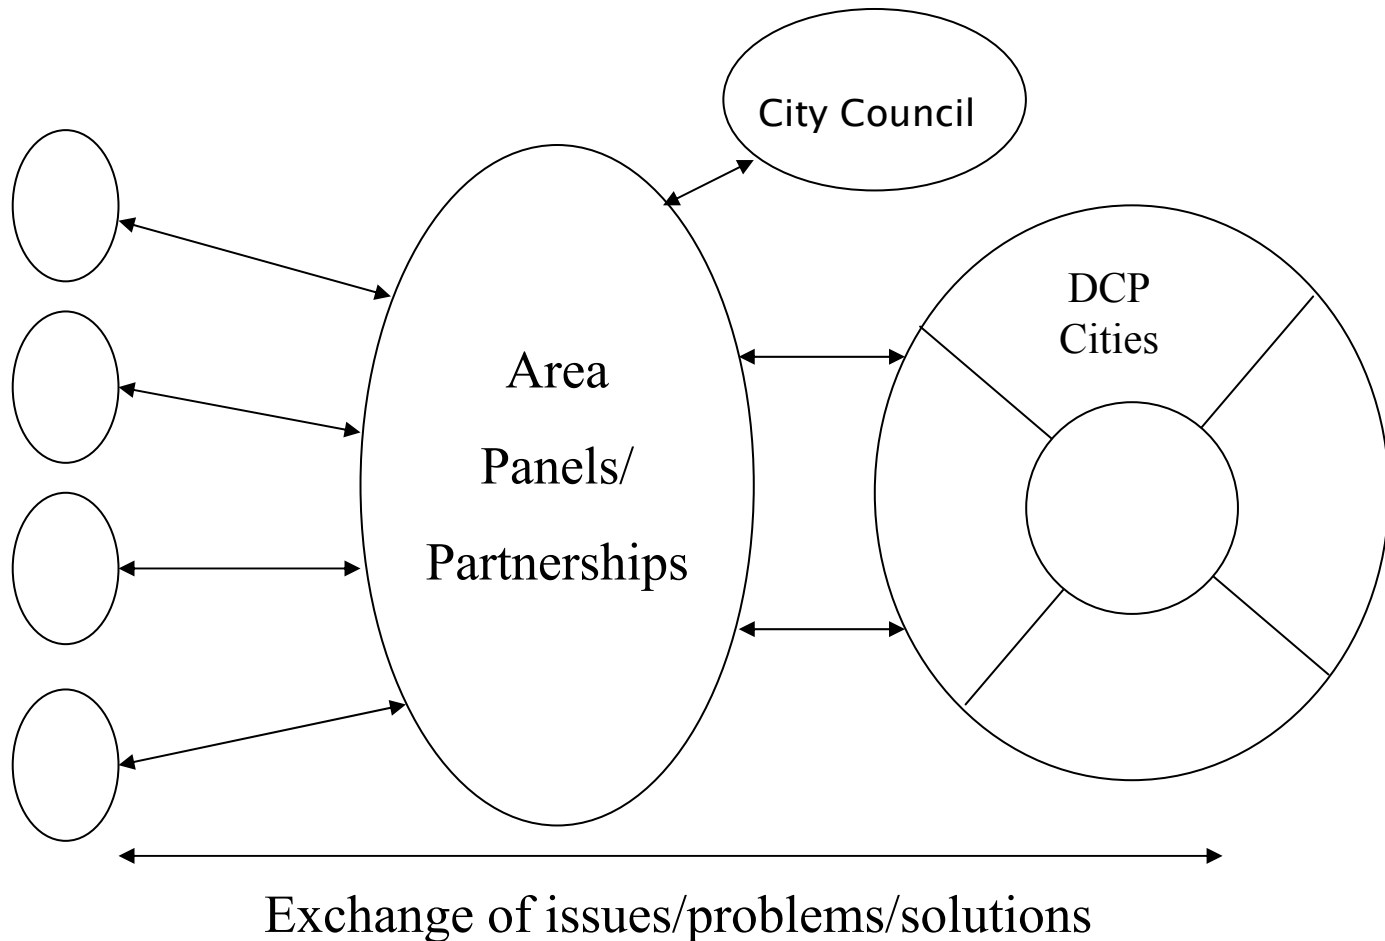 City Council
DCP
Cities
Area
Panels/
Partnerships
Exchange of issues/problems/solutions